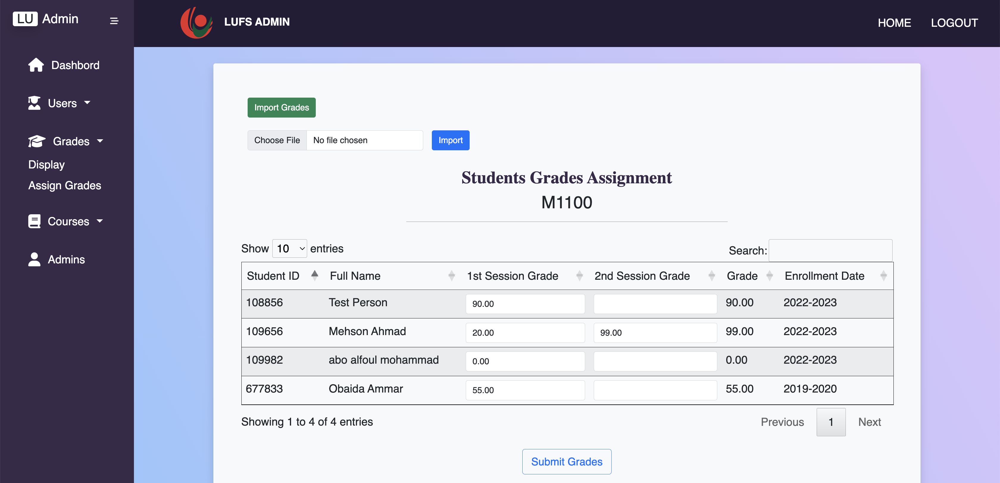 LU Admin
LUFS ADMIN
HOME
LOGOUT
Dashbord
Users
Grades
Display
Assign Grades
Courses
Admins
Import Grades
Choose File No file chosen
Import
Students Grades Assignment
M1100
Show 10 entries
Search:
Student ID Full Name 1st Session Grade 2nd Session Grade Grade Enrollment Date
108856 Test Person 90.00 90.00 2022-2023
109656 Mehson Ahmad 20.00 99.00 99.00 2022-2023
109982 abo alfoul mohammad 0.00 0.00 2022-2023
677833 Obaida Ammar 55.00 55.00 2019-2020
Showing 1 to 4 of 4 entries
Previous 1 Next
Submit Grades